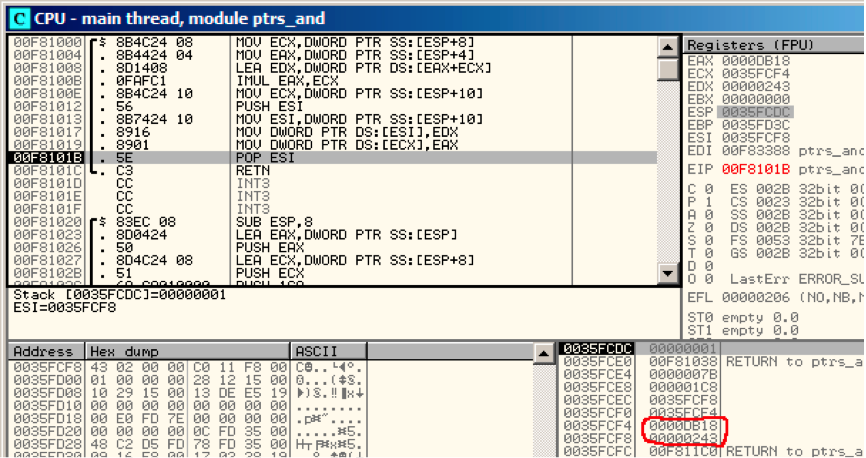 CPU - main thread, module ptrs_and
00F81000 $ 8B4C24 08 MOV ECX,DWORD PTR SS:[ESP+8]
00F81004 . 8B4424 04 MOV EAX,DWORD PTR SS:[ESP+4]
00F81008 . 8D1408 LEA EDX,DWORD PTR DS:[EAX+ECX]
00F8100B . 0FAFC1 IMUL EAX,ECX
00F8100E . 8B4C24 10 MOV ECX,DWORD PTR SS:[ESP+10]
00F81012 . 56 PUSH ESI
00F81013 . 8B7424 10 MOV ESI,DWORD PTR SS:[ESP+10]
00F81017 . 8916 MOV DWORD PTR DS:[ESI],EDX
00F81019 . 8901 MOV DWORD PTR DS:[ECX],EAX
00F8101B . 5E POP ESI
00F8101C . C3 RETN
00F8101D CC INT3
00F8101E CC INT3
00F8101F CC INT3
00F81020 $ 83EC 08 SUB ESP,8
00F81023 . 8D0424 LEA EAX,DWORD PTR SS:[ESP]
00F81026 . 50 PUSH EAX
00F81027 . 8D4C24 08 LEA ECX,DWORD PTR SS:[ESP+8]
00F8102B . 51 PUSH ECX
Stack [0035FCDC]=00000001
ESI=0035FCF8
Registers (FPU)
EAX 0000DB18
ECX 0035FCF4
EDX 00000243
EBX 00000000
ESP 0035FCDC
EBP 0035FD3C
ESI 0035FCF8
EDI 00F83388 ptrs_and
EIP 00F8101B ptrs_and
C 0 ES 002B 32bit
P 1 CS 0023 32bit
A 0 SS 002B 32bit
Z 0 DS 002B 32bit
S 0 FS 0053 32bit
T 0 GS 002B 32bit
D 0
O 0 LastErr ERROR_SU
EFL 00000206 (NO,NB,N
ST0 empty 0.0
ST1 empty 0.0
Address Hex dump ASCII
0035FCF8 43 02 00 00 C0 11 F8 00
0035FD00 01 00 00 00 28 12 15 00
0035FD08 10 29 15 00 13 DE E5 19
0035FD10 00 00 00 00 00 00 00 00
0035FD18 00 E0 FD 7E 00 00 00 00
0035FD20 00 00 00 00 0C FD 35 00
0035FD28 48 C2 D5 FD 78 FD 35 00
0035FCDC 00000001
0035FCE0 00F81038 RETURN to ptrs_a
0035FCE4 0000007B
0035FCE8 000001C8
0035FCEC 0035FCF8
0035FCF0 0035FCF4
0035FCF4 0000DB18
0035FCF8 00000243
0035FCFC 00F811C0 RETURN to ptrs_a